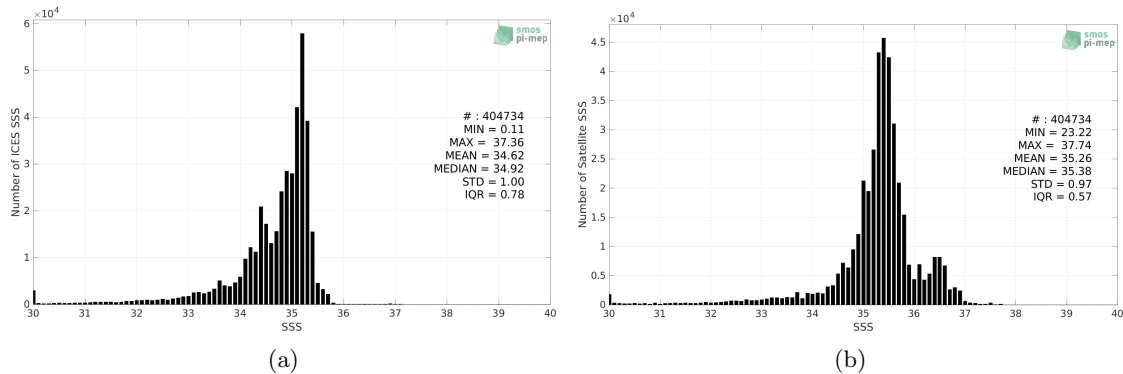 ×10⁴
6
5
4
3
2
1
0
Number of ICES SSS
30 31 32 33 34 35 36 37 38 39 40
SSS
smos
pi-mep
# : 404734
MIN = 0.11
MAX = 37.36
MEAN = 34.62
MEDIAN = 34.92
STD = 1.00
IQR = 0.78
(a)
×10⁴
4.5
4
3.5
3
2.5
2
1.5
1
0.5
0
Number of Satellite SSS
30 31 32 33 34 35 36 37 38 39 40
SSS
smos
pi-mep
# : 404734
MIN = 23.22
MAX = 37.74
MEAN = 35.26
MEDIAN = 35.38
STD = 0.97
IQR = 0.57
(b)